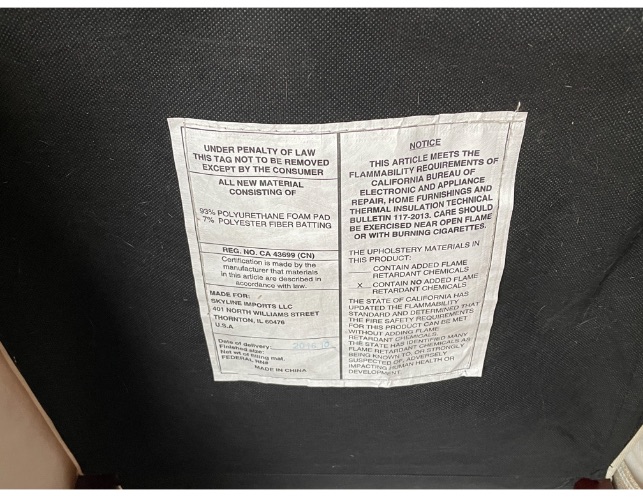 UNDER PENALTY OF LAW
THIS TAG NOT TO BE REMOVED
EXCEPT BY THE CONSUMER
ALL NEW MATERIAL
CONSISTING OF
93% POLYURETHANE FOAM PAD
7% POLYESTER FIBER BATTING
REG. NO. CA 43699 (CN)
Certification is made by the
manufacturer that materials
in this article are described in
accordance with law.
MADE FOR:
SKYLINE IMPORTS LLC
401 NORTH WILLIAMS STREET
THORNTON, IL 60476
U.S.A.
Date of delivery:
Finished size:
Net wt of filling mat.
FEDERAL RN#
MADE IN CHINA
NOTICE
THIS ARTICLE MEETS THE
FLAMMABILITY REQUIREMENTS OF
CALIFORNIA BUREAU OF
ELECTRONIC AND APPLIANCE
REPAIR, HOME FURNISHINGS AND
THERMAL INSULATION TECHNICAL
BULLETIN 117-2013. CARE SHOULD
BE EXERCISED NEAR OPEN FLAME
OR WITH BURNING CIGARETTES.
THE UPHOLSTERY MATERIALS IN
THIS PRODUCT:
CONTAIN ADDED FLAME
RETARDANT CHEMICALS
X CONTAIN NO ADDED FLAME
RETARDANT CHEMICALS
THE STATE OF CALIFORNIA HAS
UPDATED THE FLAMMABILITY
STANDARD AND DETERMINED THAT
THE FIRE SAFETY REQUIREMENTS
FOR THIS PRODUCT CAN BE MET
WITHOUT ADDING FLAME
RETARDANT CHEMICALS.
THE STATE HAS IDENTIFIED MANY
FLAME RETARDANT CHEMICALS AS
BEING KNOWN TO, OR STRONGLY
SUSPECTED OF, ADVERSELY
IMPACTING HUMAN HEALTH OR
DEVELOPMENT.